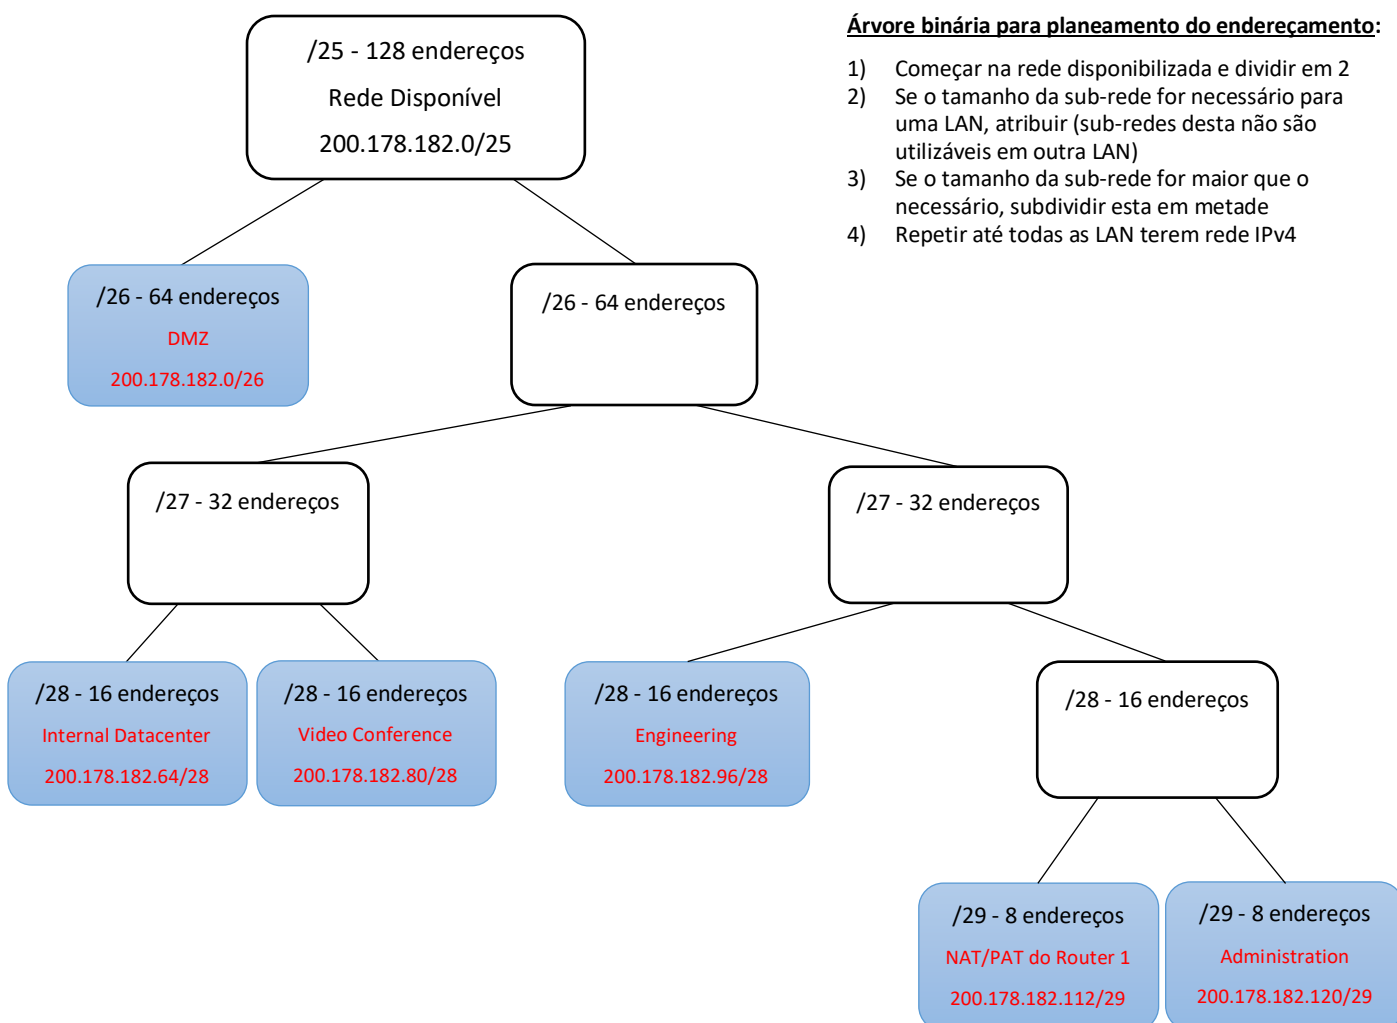 /25 - 128 endereços
Rede Disponível
200.178.182.0/25
Árvore binária para planeamento do endereçamento:
1) Começar na rede disponibilizada e dividir em 2
2) Se o tamanho da sub-rede for necessário para
uma LAN, atribuir (sub-redes desta não são
utilizáveis em outra LAN)
3) Se o tamanho da sub-rede for maior que o
necessário, subdividir esta em metade
4) Repetir até todas as LAN terem rede IPv4
/26 - 64 endereços
DMZ
200.178.182.0/26
/26 - 64 endereços
/27 - 32 endereços
/27 - 32 endereços
/28 - 16 endereços
Internal Datacenter
200.178.182.64/28
/28 - 16 endereços
Video Conference
200.178.182.80/28
/28 - 16 endereços
Engineering
200.178.182.96/28
/28 - 16 endereços
/29 - 8 endereços
NAT/PAT do Router 1
200.178.182.112/29
/29 - 8 endereços
Administration
200.178.182.120/29